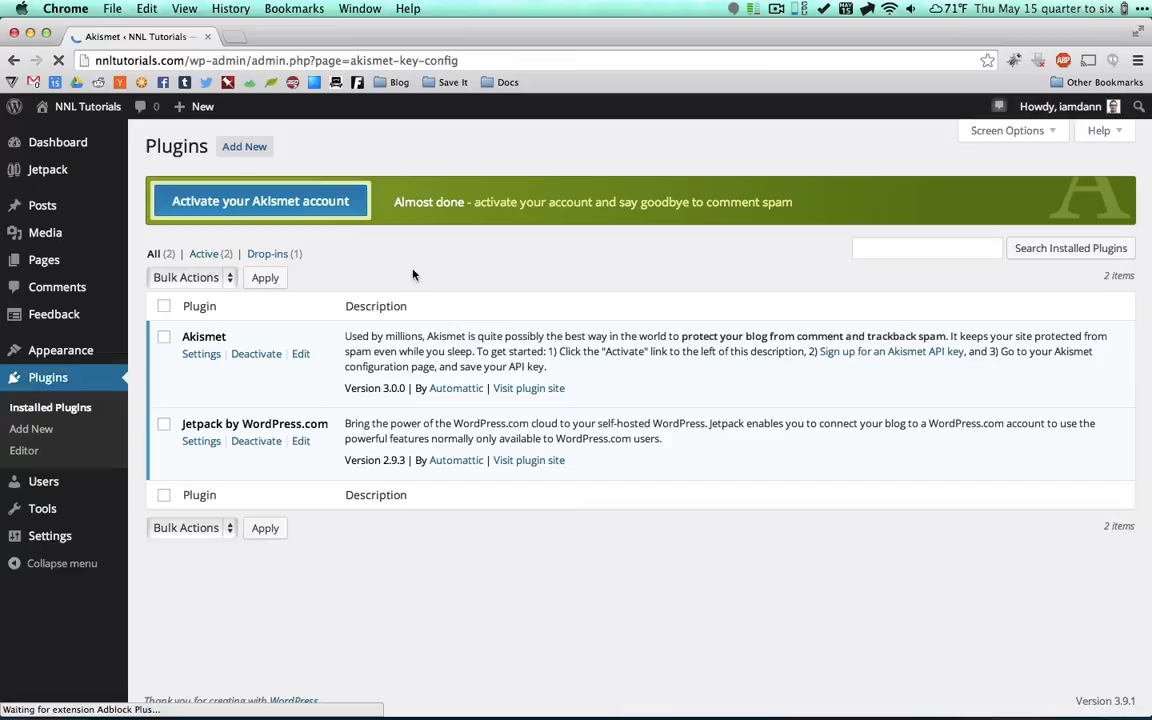 Chrome File Edit View History Bookmarks Window Help MAY 15 71°F Thu May 15 quarter to six
Akismet ‹ NNL Tutorials —
nnltutorials.com/wp-admin/admin.php?page=akismet-key-config ABP
15 Blog Save It Docs Other Bookmarks
NNL Tutorials 0 New Howdy, iamdann
Screen Options Help
Dashboard
Jetpack
Posts
Media
Pages
Comments
Feedback
Appearance
Plugins
Installed Plugins
Add New
Editor
Users
Tools
Settings
Collapse menu
Plugins Add New
Activate your Akismet account Almost done - activate your account and say goodbye to comment spam A
All (2) | Active (2) | Drop-ins (1) Search Installed Plugins
Bulk Actions Apply 2 items
Plugin Description
Akismet Used by millions, Akismet is quite possibly the best way in the world to protect your blog from comment and trackback spam. It keeps your site protected from
Settings Deactivate Edit spam even while you sleep. To get started: 1) Click the "Activate" link to the left of this description, 2) Sign up for an Akismet API key, and 3) Go to your Akismet
configuration page, and save your API key.
Version 3.0.0 | By Automattic | Visit plugin site
Jetpack by WordPress.com Bring the power of the WordPress.com cloud to your self-hosted WordPress. Jetpack enables you to connect your blog to a WordPress.com account to use the
Settings Deactivate Edit powerful features normally only available to WordPress.com users.
Version 2.9.3 | By Automattic | Visit plugin site
Plugin Description
Bulk Actions Apply 2 items
Thank you for creating with WordPress Version 3.9.1
Waiting for extension Adblock Plus...